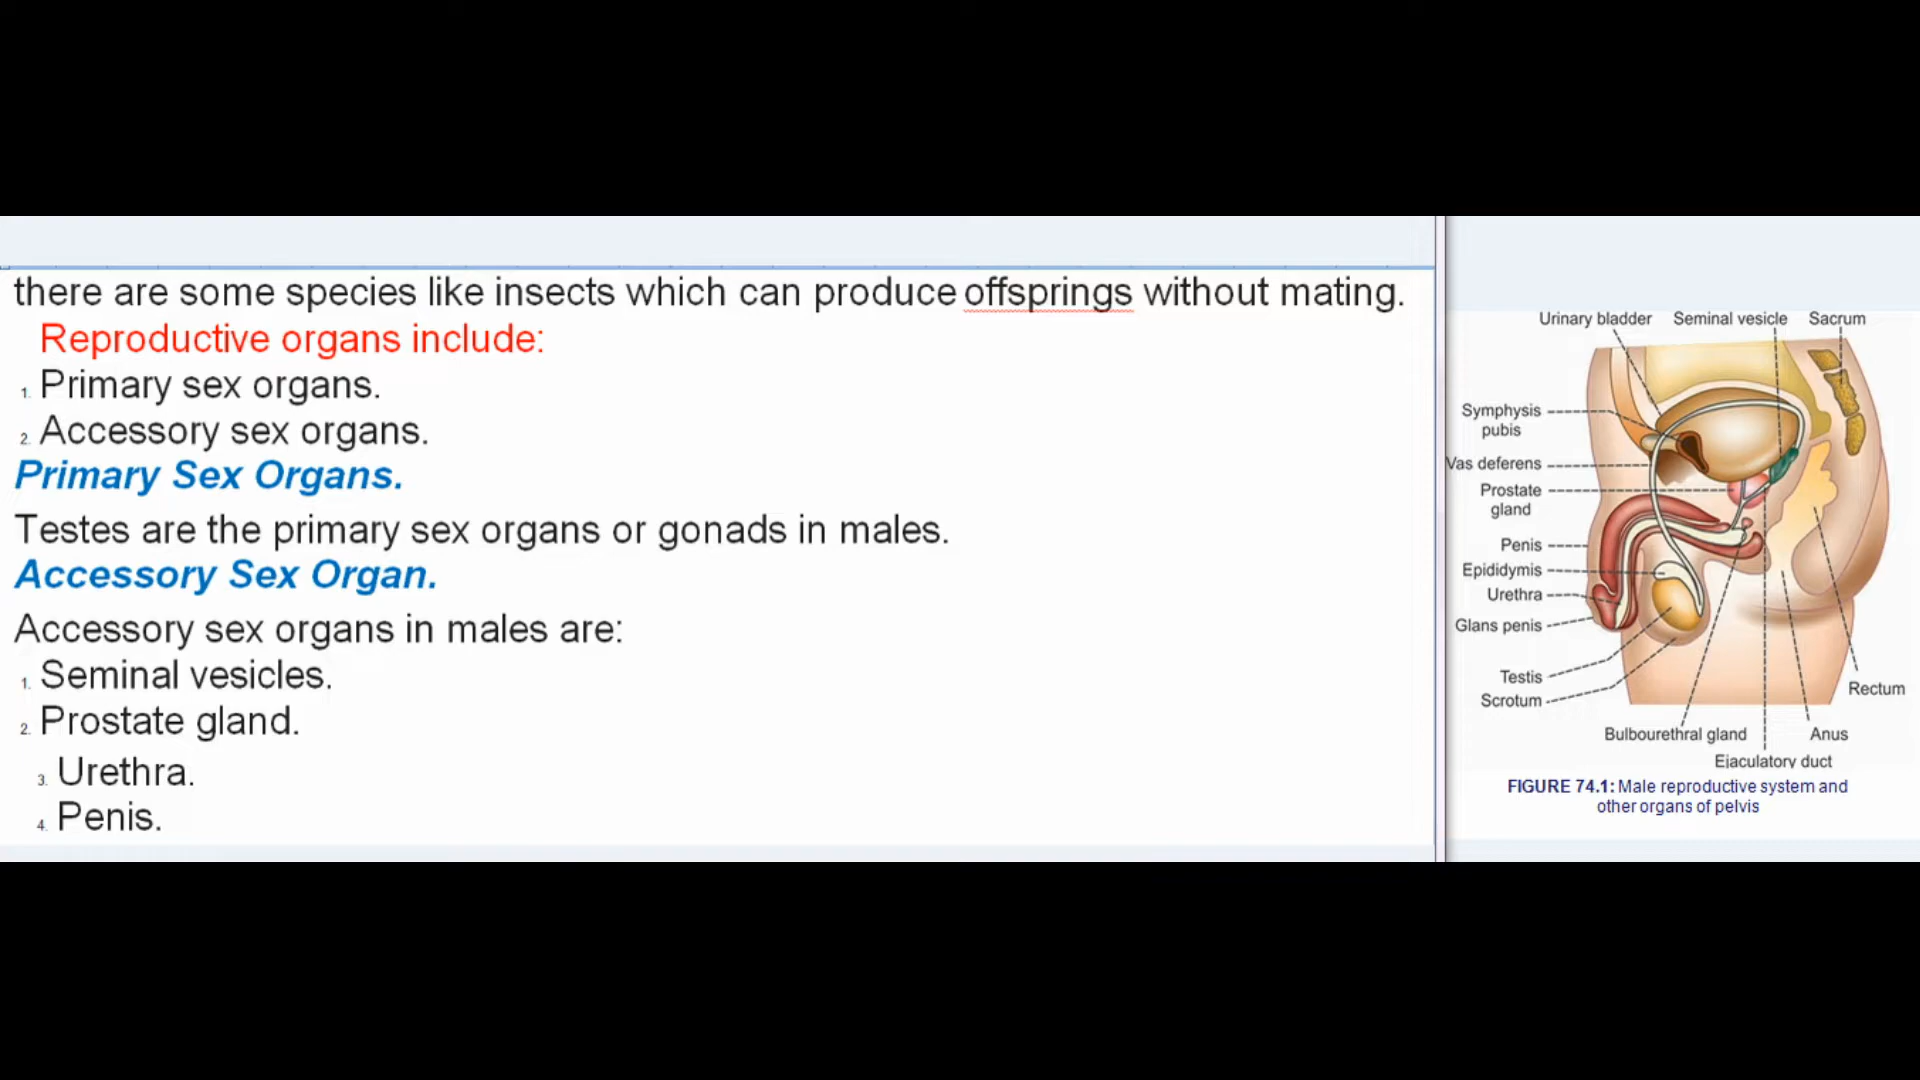 there are some species like insects which can produce offsprings without mating.
Reproductive organs include:
1. Primary sex organs.
2. Accessory sex organs.
Primary Sex Organs.
Testes are the primary sex organs or gonads in males.
Accessory Sex Organ.
Accessory sex organs in males are:
1. Seminal vesicles.
2. Prostate gland.
3. Urethra.
4. Penis.
Urinary bladder Seminal vesicle Sacrum
Symphysis
pubis
Vas deferens
Prostate
gland
Penis
Epididymis
Urethra
Glans penis
Testis
Scrotum
Rectum
Bulbourethral gland Anus
Ejaculatory duct
FIGURE 74.1: Male reproductive system and
other organs of pelvis